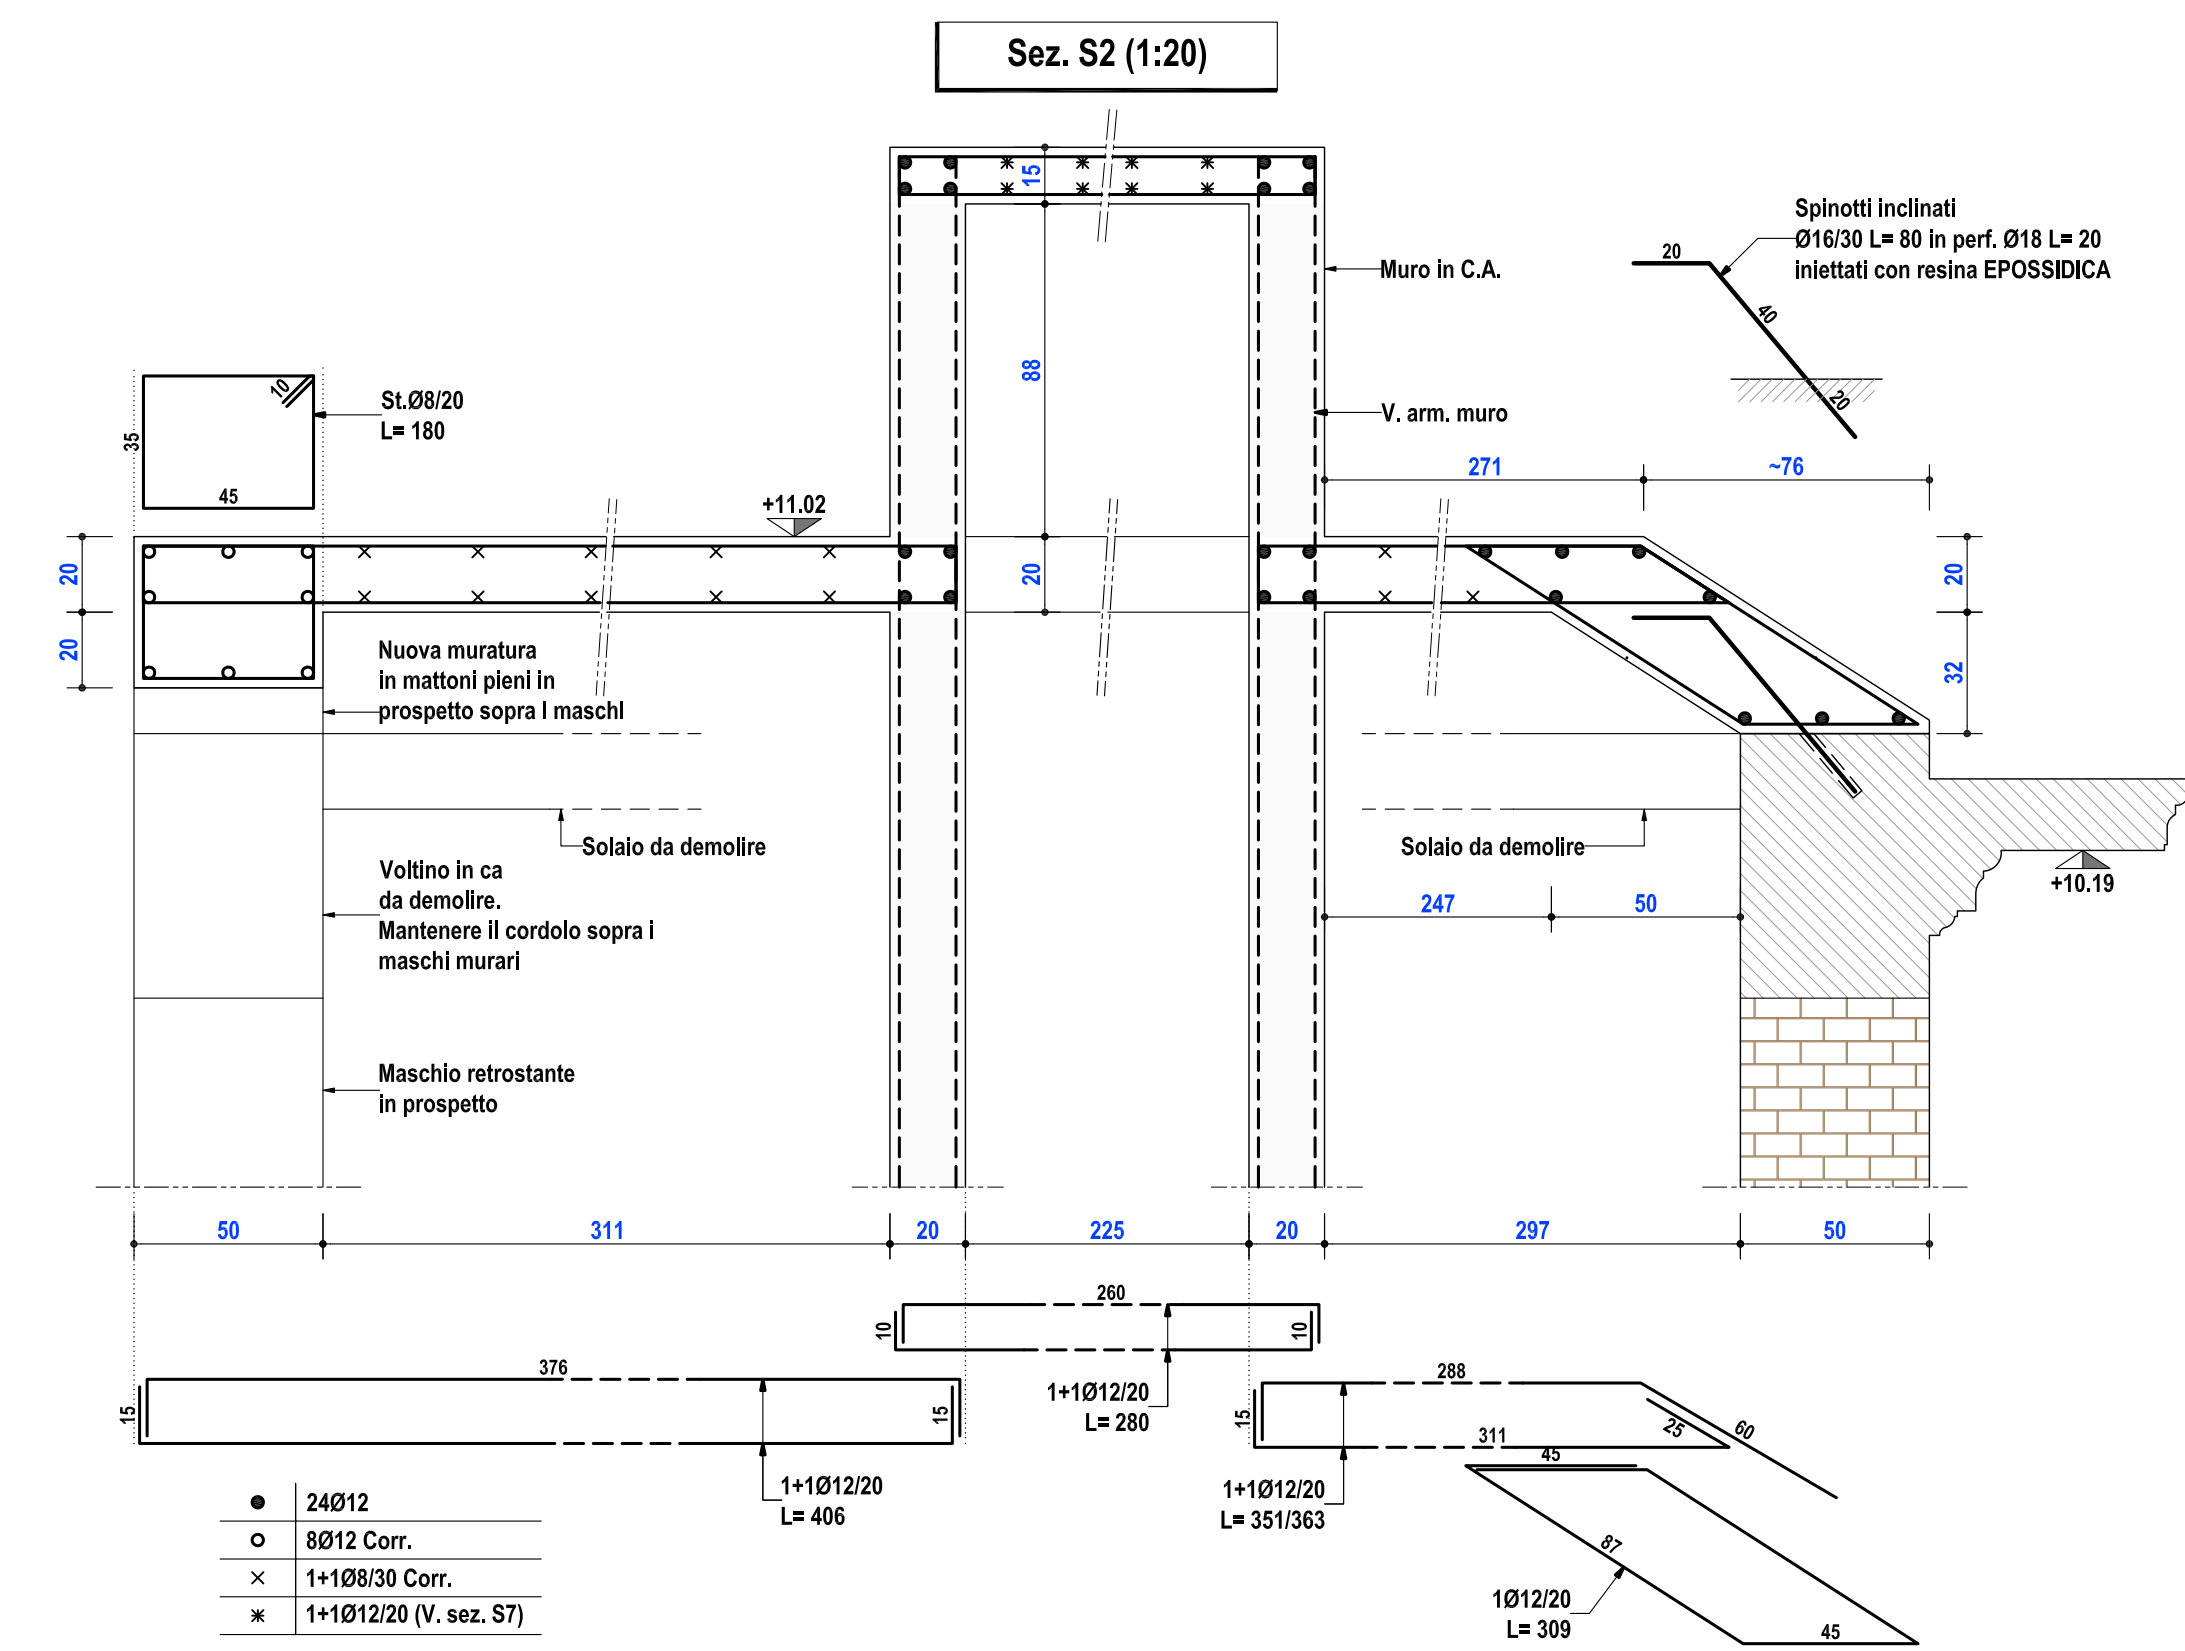 Sez. S2 (1:20)
15
88
20
Spinotti inclinati
Ø16/30 L= 80 in perf. Ø18 L= 20
iniettati con resina EPOSSIDICA
20
40
20
Muro in C.A.
V. arm. muro
10
35
45
St.Ø8/20
L= 180
+11.02
271
~76
20
20
20
32
Nuova muratura
in mattoni pieni in
prospetto sopra I maschI
Solaio da demolire
Solaio da demolire
Voltino in ca
da demolire.
Mantenere il cordolo sopra i
maschi murari
+10.19
247
50
Maschio retrostante
in prospetto
50
311
20
225
20
297
50
260
10
10
1+1Ø12/20
L= 280
376
15
15
1+1Ø12/20
L= 406
288
15
311
25
60
1+1Ø12/20
L= 351/363
45
87
45
1Ø12/20
L= 309
24Ø12
8Ø12 Corr.
1+1Ø8/30 Corr.
1+1Ø12/20 (V. sez. S7)